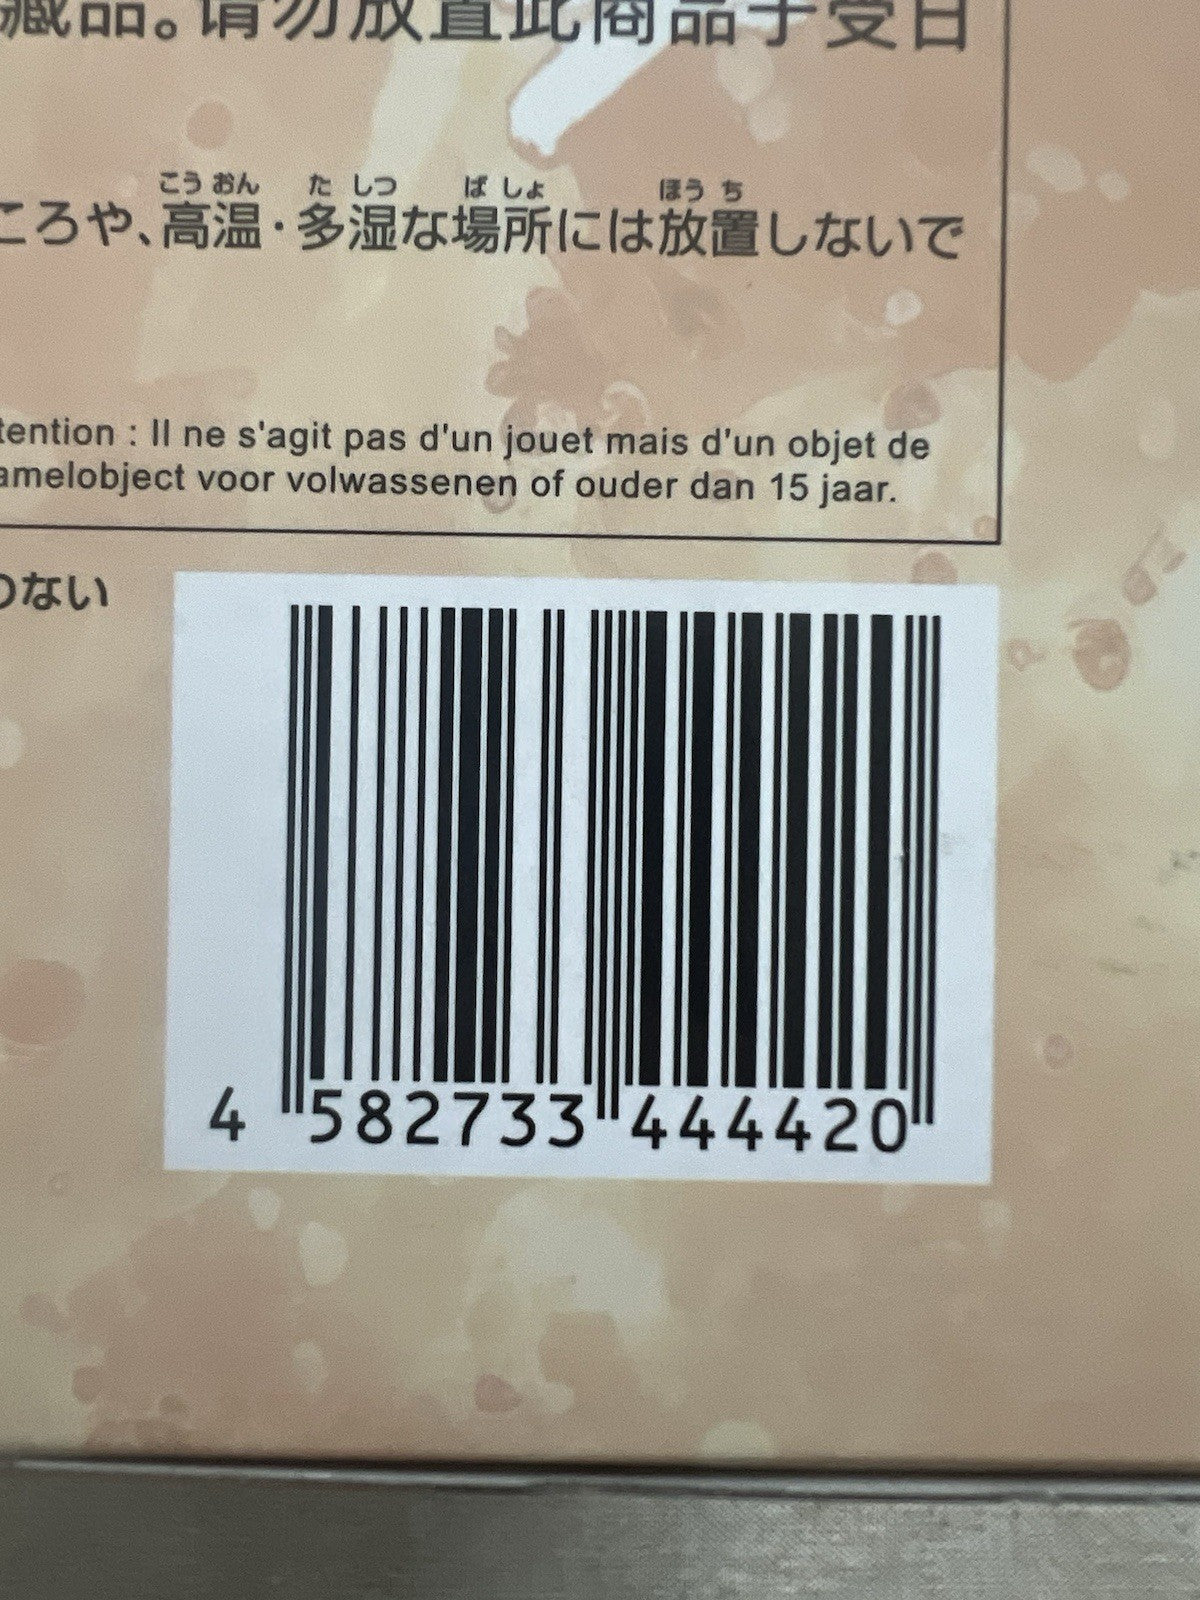 藏品。请勿放置此商品于受日
こうおん たしつ ばしょ ほうち
ころや、高温・多湿な場所には放置しないで
tention : Il ne s'agit pas d'un jouet mais d'un objet de
amelobject voor volwassenen of ouder dan 15 jaar.
のない
4 582733 444420